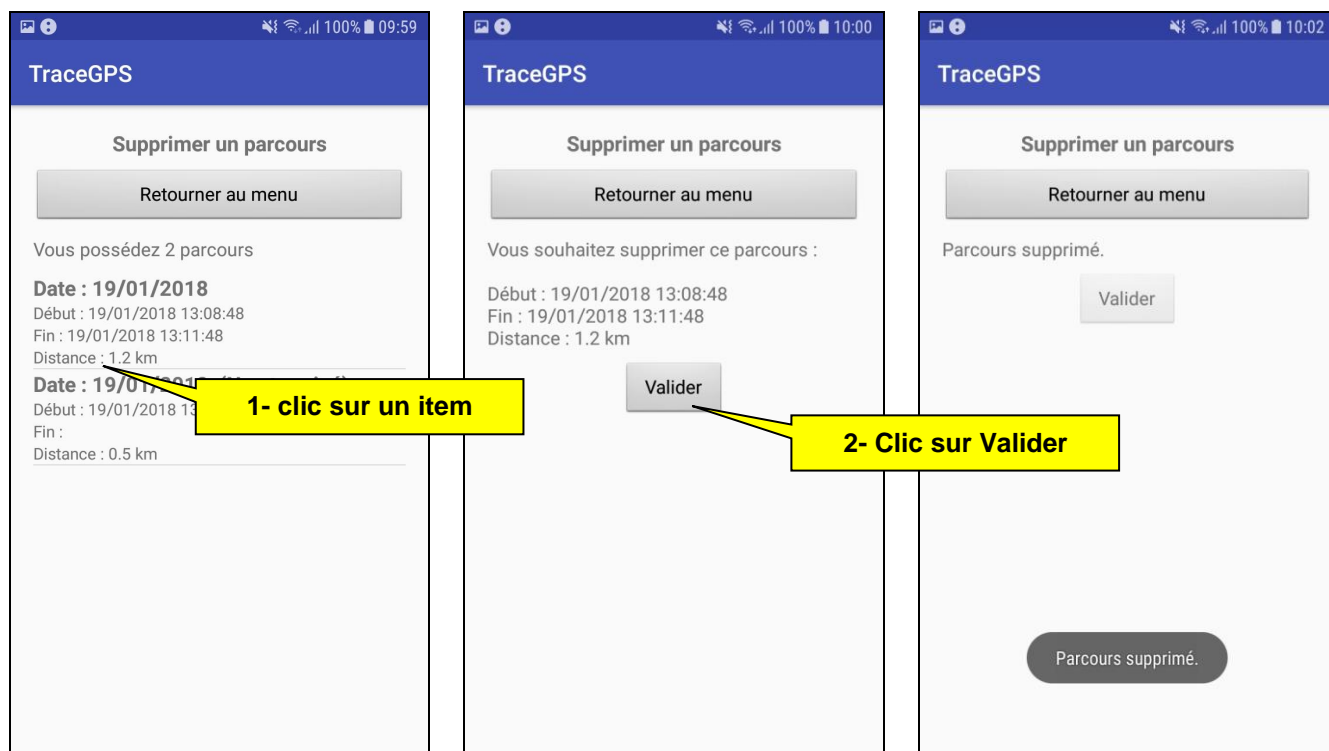 100% 09:59
TraceGPS
Supprimer un parcours
Retourner au menu
Vous possédez 2 parcours
Date : 19/01/2018
Début : 19/01/2018 13:08:48
Fin : 19/01/2018 13:11:48
Distance : 1.2 km
Date :
Début : 19/01/2018
Fin :
Distance : 0.5 km
1- clic sur un item
100% 10:00
TraceGPS
Supprimer un parcours
Retourner au menu
Vous souhaitez supprimer ce parcours :
Début : 19/01/2018 13:08:48
Fin : 19/01/2018 13:11:48
Distance : 1.2 km
Valider
2- Clic sur Valider
100% 10:02
TraceGPS
Supprimer un parcours
Retourner au menu
Parcours supprimé.
Valider
Parcours supprimé.